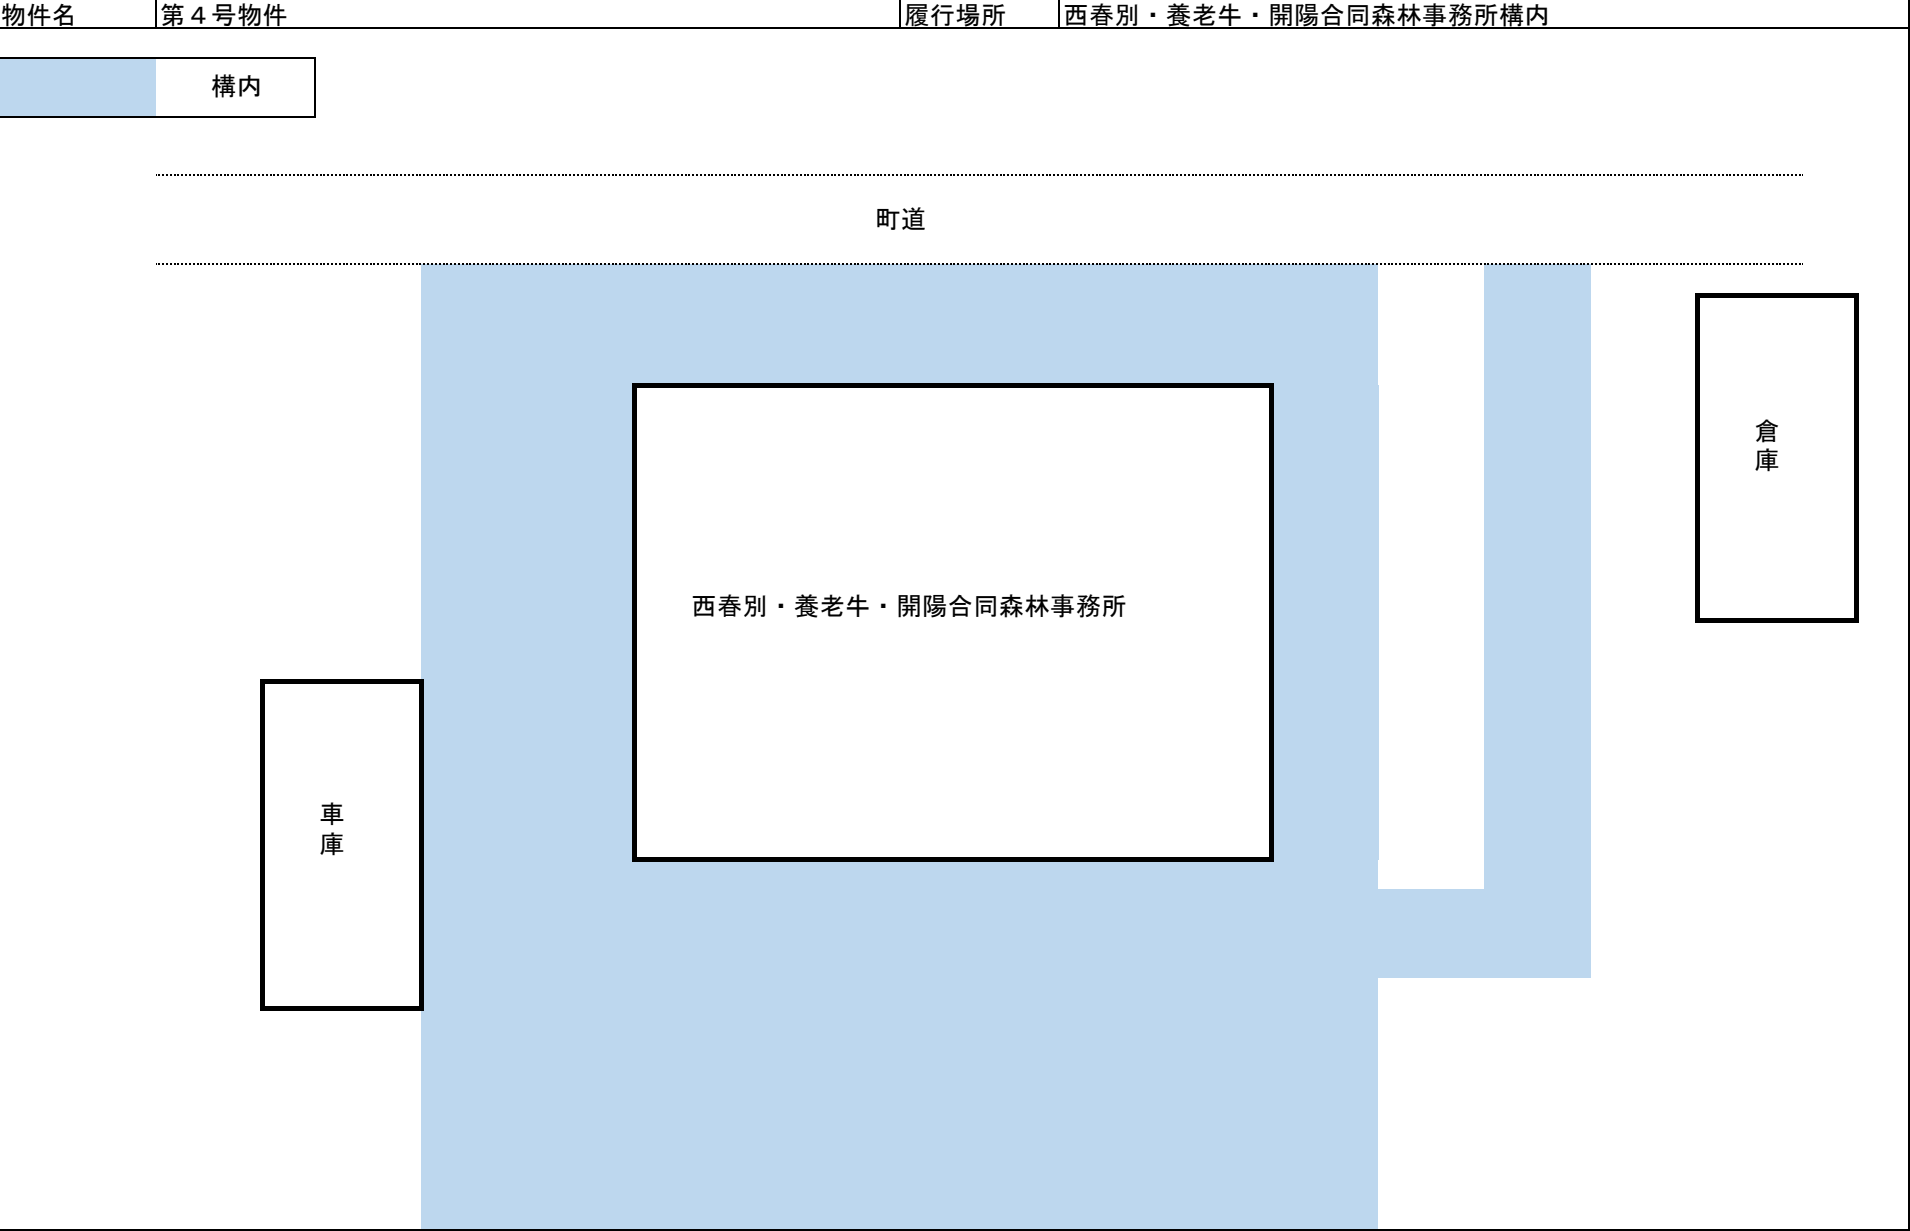 物件名 第４号物件 履行場所 西春別・養老牛・開陽合同森林事務所構内
構内
町道
倉庫
西春別・養老牛・開陽合同森林事務所
車庫